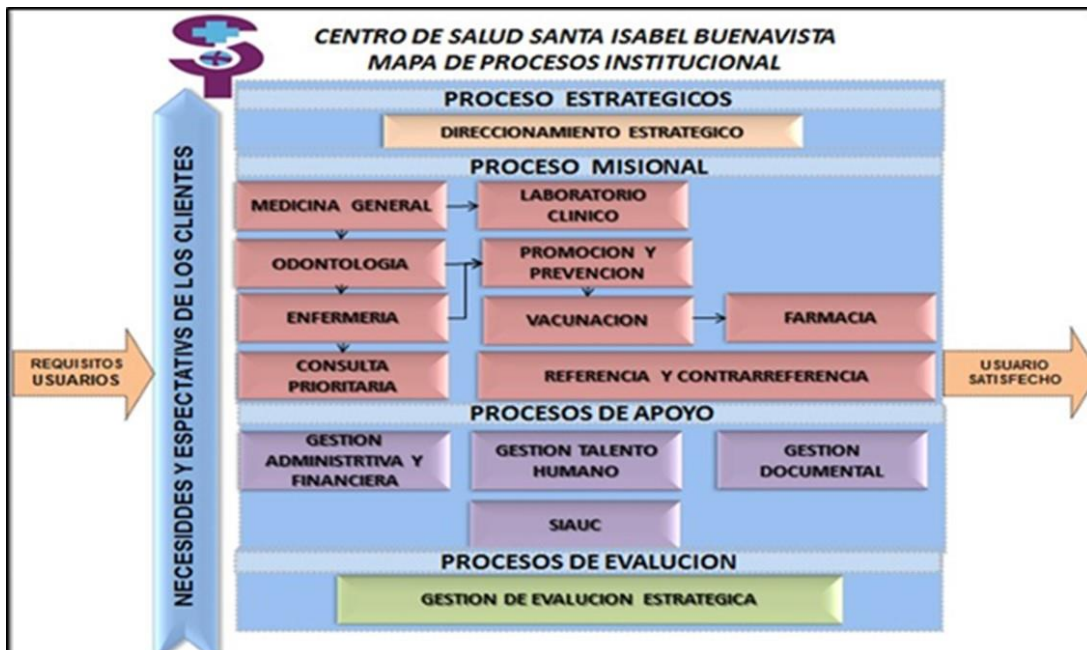 CENTRO DE SALUD SANTA ISABEL BUENAVISTA
MAPA DE PROCESOS INSTITUCIONAL
NECESIDDES Y ESPECTATIVS DE LOS CLIENTES
REQUISITOS
USUARIOS
PROCESO ESTRATEGICOS
DIRECCIONAMIENTO ESTRATEGICO
PROCESO MISIONAL
MEDICINA GENERAL
LABORATORIO
CLINICO
ODONTOLOGIA
PROMOCION Y
PREVENCION
ENFERMERIA
VACUNACION
FARMACIA
CONSULTA
PRIORITARIA
REFERENCIA Y CONTRARREFERENCIA
USUARIO
SATISFECHO
PROCESOS DE APOYO
GESTION
ADMINISTRTIVA Y
FINANCIERA
GESTION TALENTO
HUMANO
GESTION
DOCUMENTAL
SIAUC
PROCESOS DE EVALUCION
GESTION DE EVALUCION ESTRATEGICA